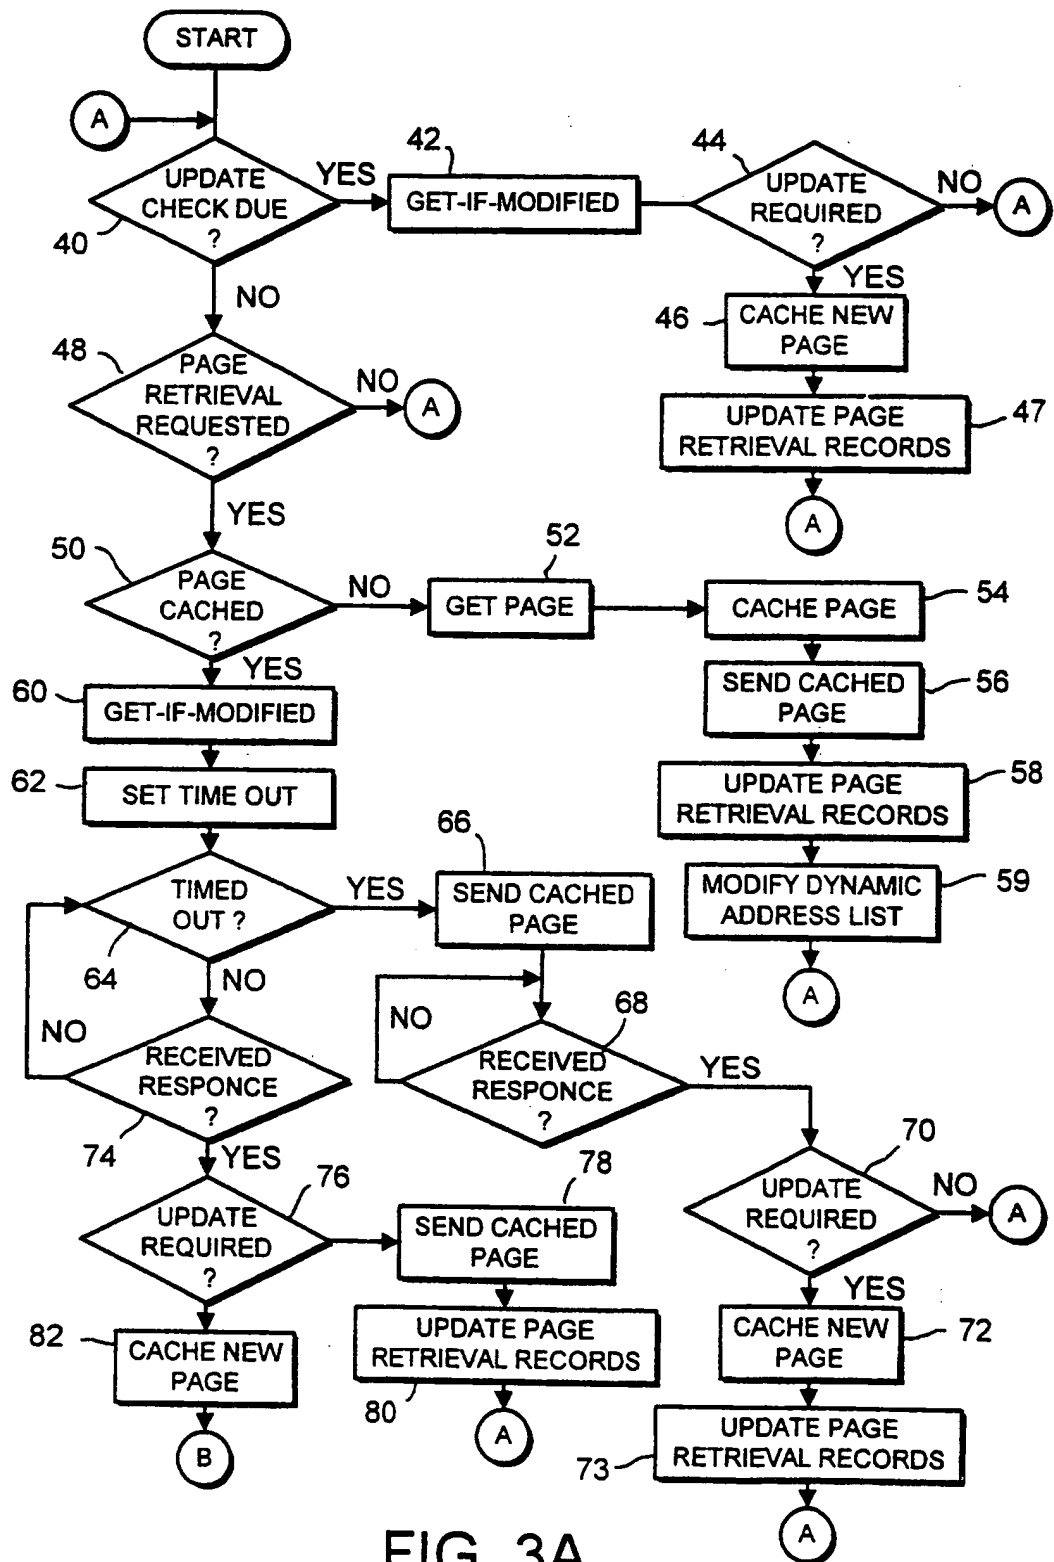 START
A
UPDATE
CHECK DUE
?
40
YES
42
GET-IF-MODIFIED
44
UPDATE
REQUIRED
?
NO
A
YES
46
CACHE NEW
PAGE
UPDATE PAGE
RETRIEVAL RECORDS
47
A
NO
48
PAGE
RETRIEVAL
REQUESTED
?
NO
A
YES
50
PAGE
CACHED
?
NO
52
GET PAGE
CACHE PAGE
54
SEND CACHED
PAGE
56
UPDATE PAGE
RETRIEVAL RECORDS
58
MODIFY DYNAMIC
ADDRESS LIST
59
A
YES
60
GET-IF-MODIFIED
62
SET TIME OUT
TIMED
OUT ?
64
YES
66
SEND CACHED
PAGE
NO
NO
RECEIVED
RESPONCE
?
74
NO
68
RECEIVED
RESPONCE
?
YES
70
UPDATE
REQUIRED
?
NO
A
YES
CACHE NEW
PAGE
72
UPDATE PAGE
RETRIEVAL RECORDS
73
A
YES
76
UPDATE
REQUIRED
?
78
SEND CACHED
PAGE
UPDATE PAGE
RETRIEVAL RECORDS
80
A
82
CACHE NEW
PAGE
B
FIG. 3A